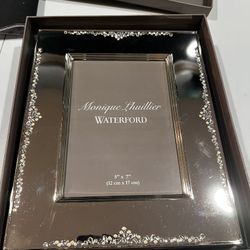 Monique Lhuillier
WATERFORD
5" x 7"
(12 cm x 17 cm)